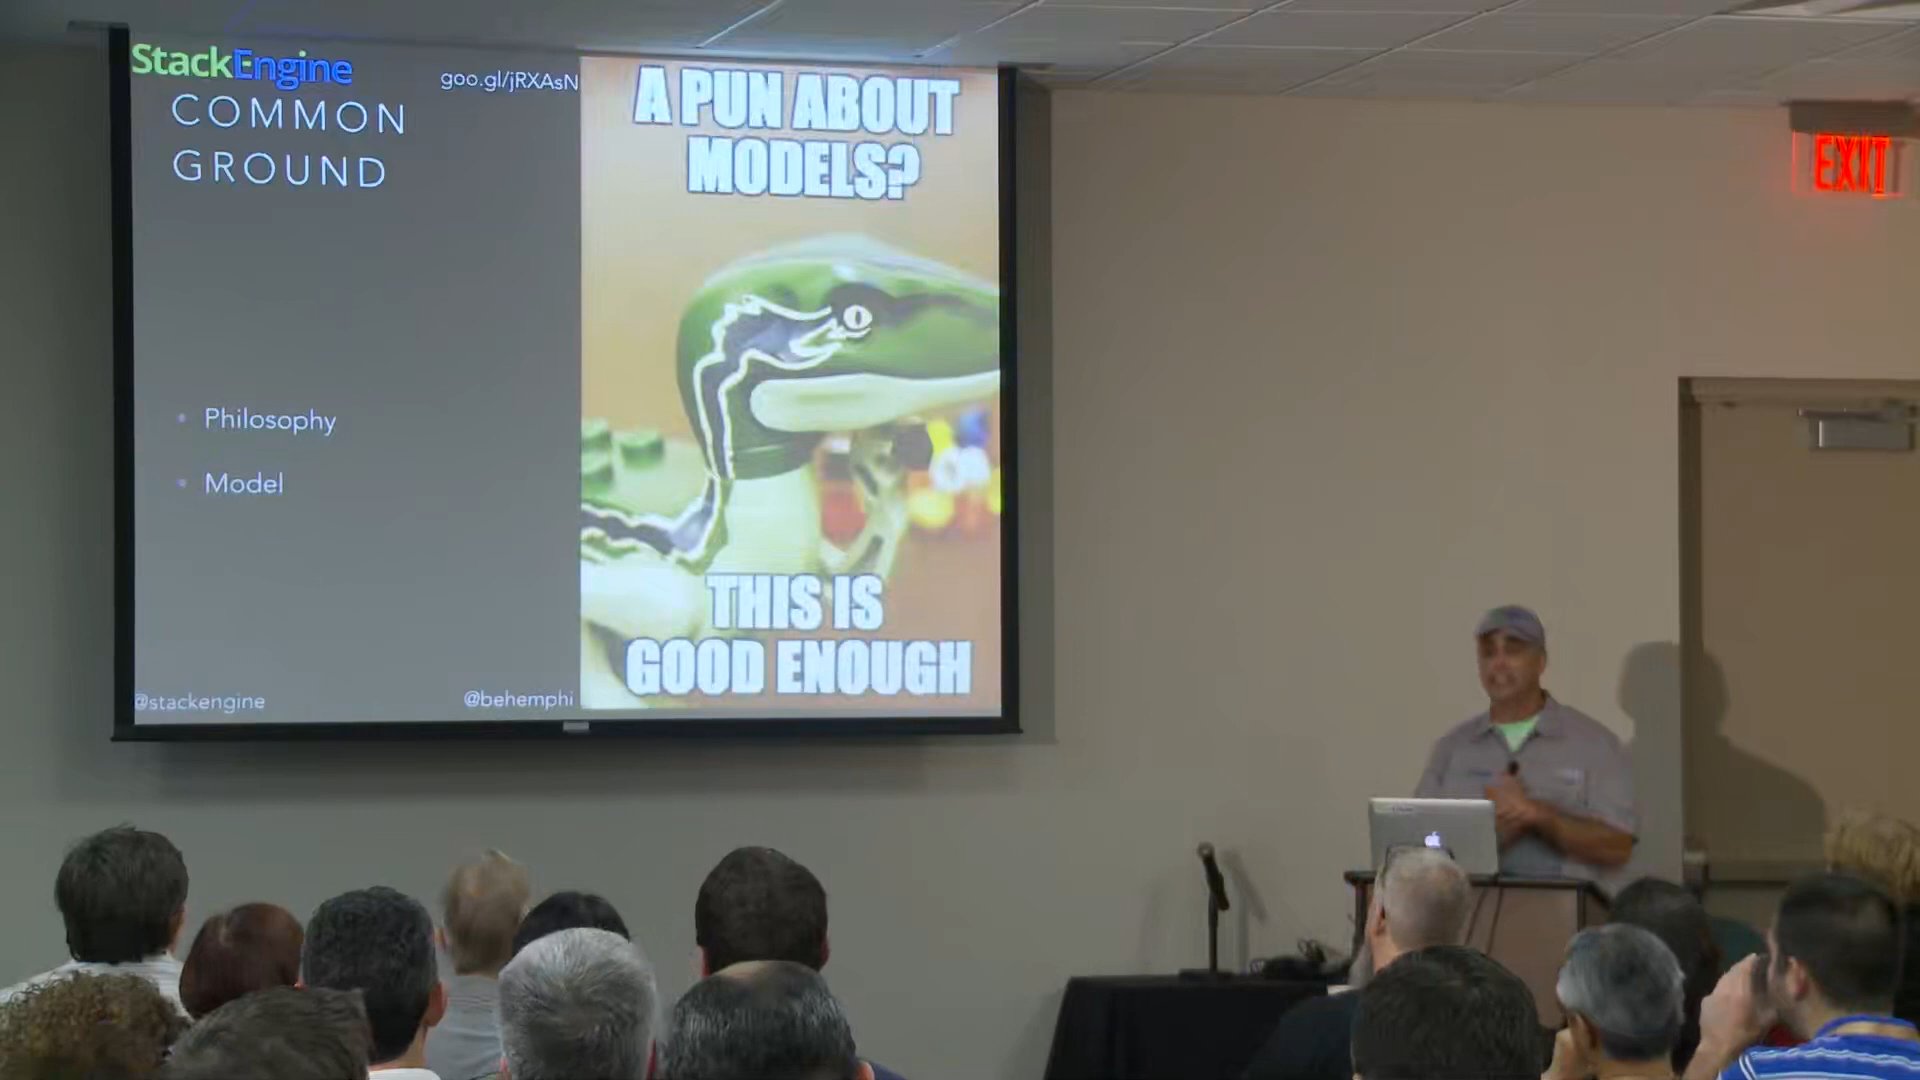 StackEngine
goo.gl/jRXAsN
COMMON
GROUND
• Philosophy
• Model
@stackengine
@behemphi
A PUN ABOUT
MODELS?
THIS IS
GOOD ENOUGH
EXIT